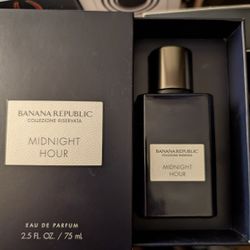 BANANA REPUBLIC
COLLEZIONE RISERVATA
MIDNIGHT
HOUR
EAU DE PARFUM
2.5 FL. OZ. / 75 mL
BANANA REPUBLIC
COLLEZIONE RISERVATA
MIDNIGHT
HOUR